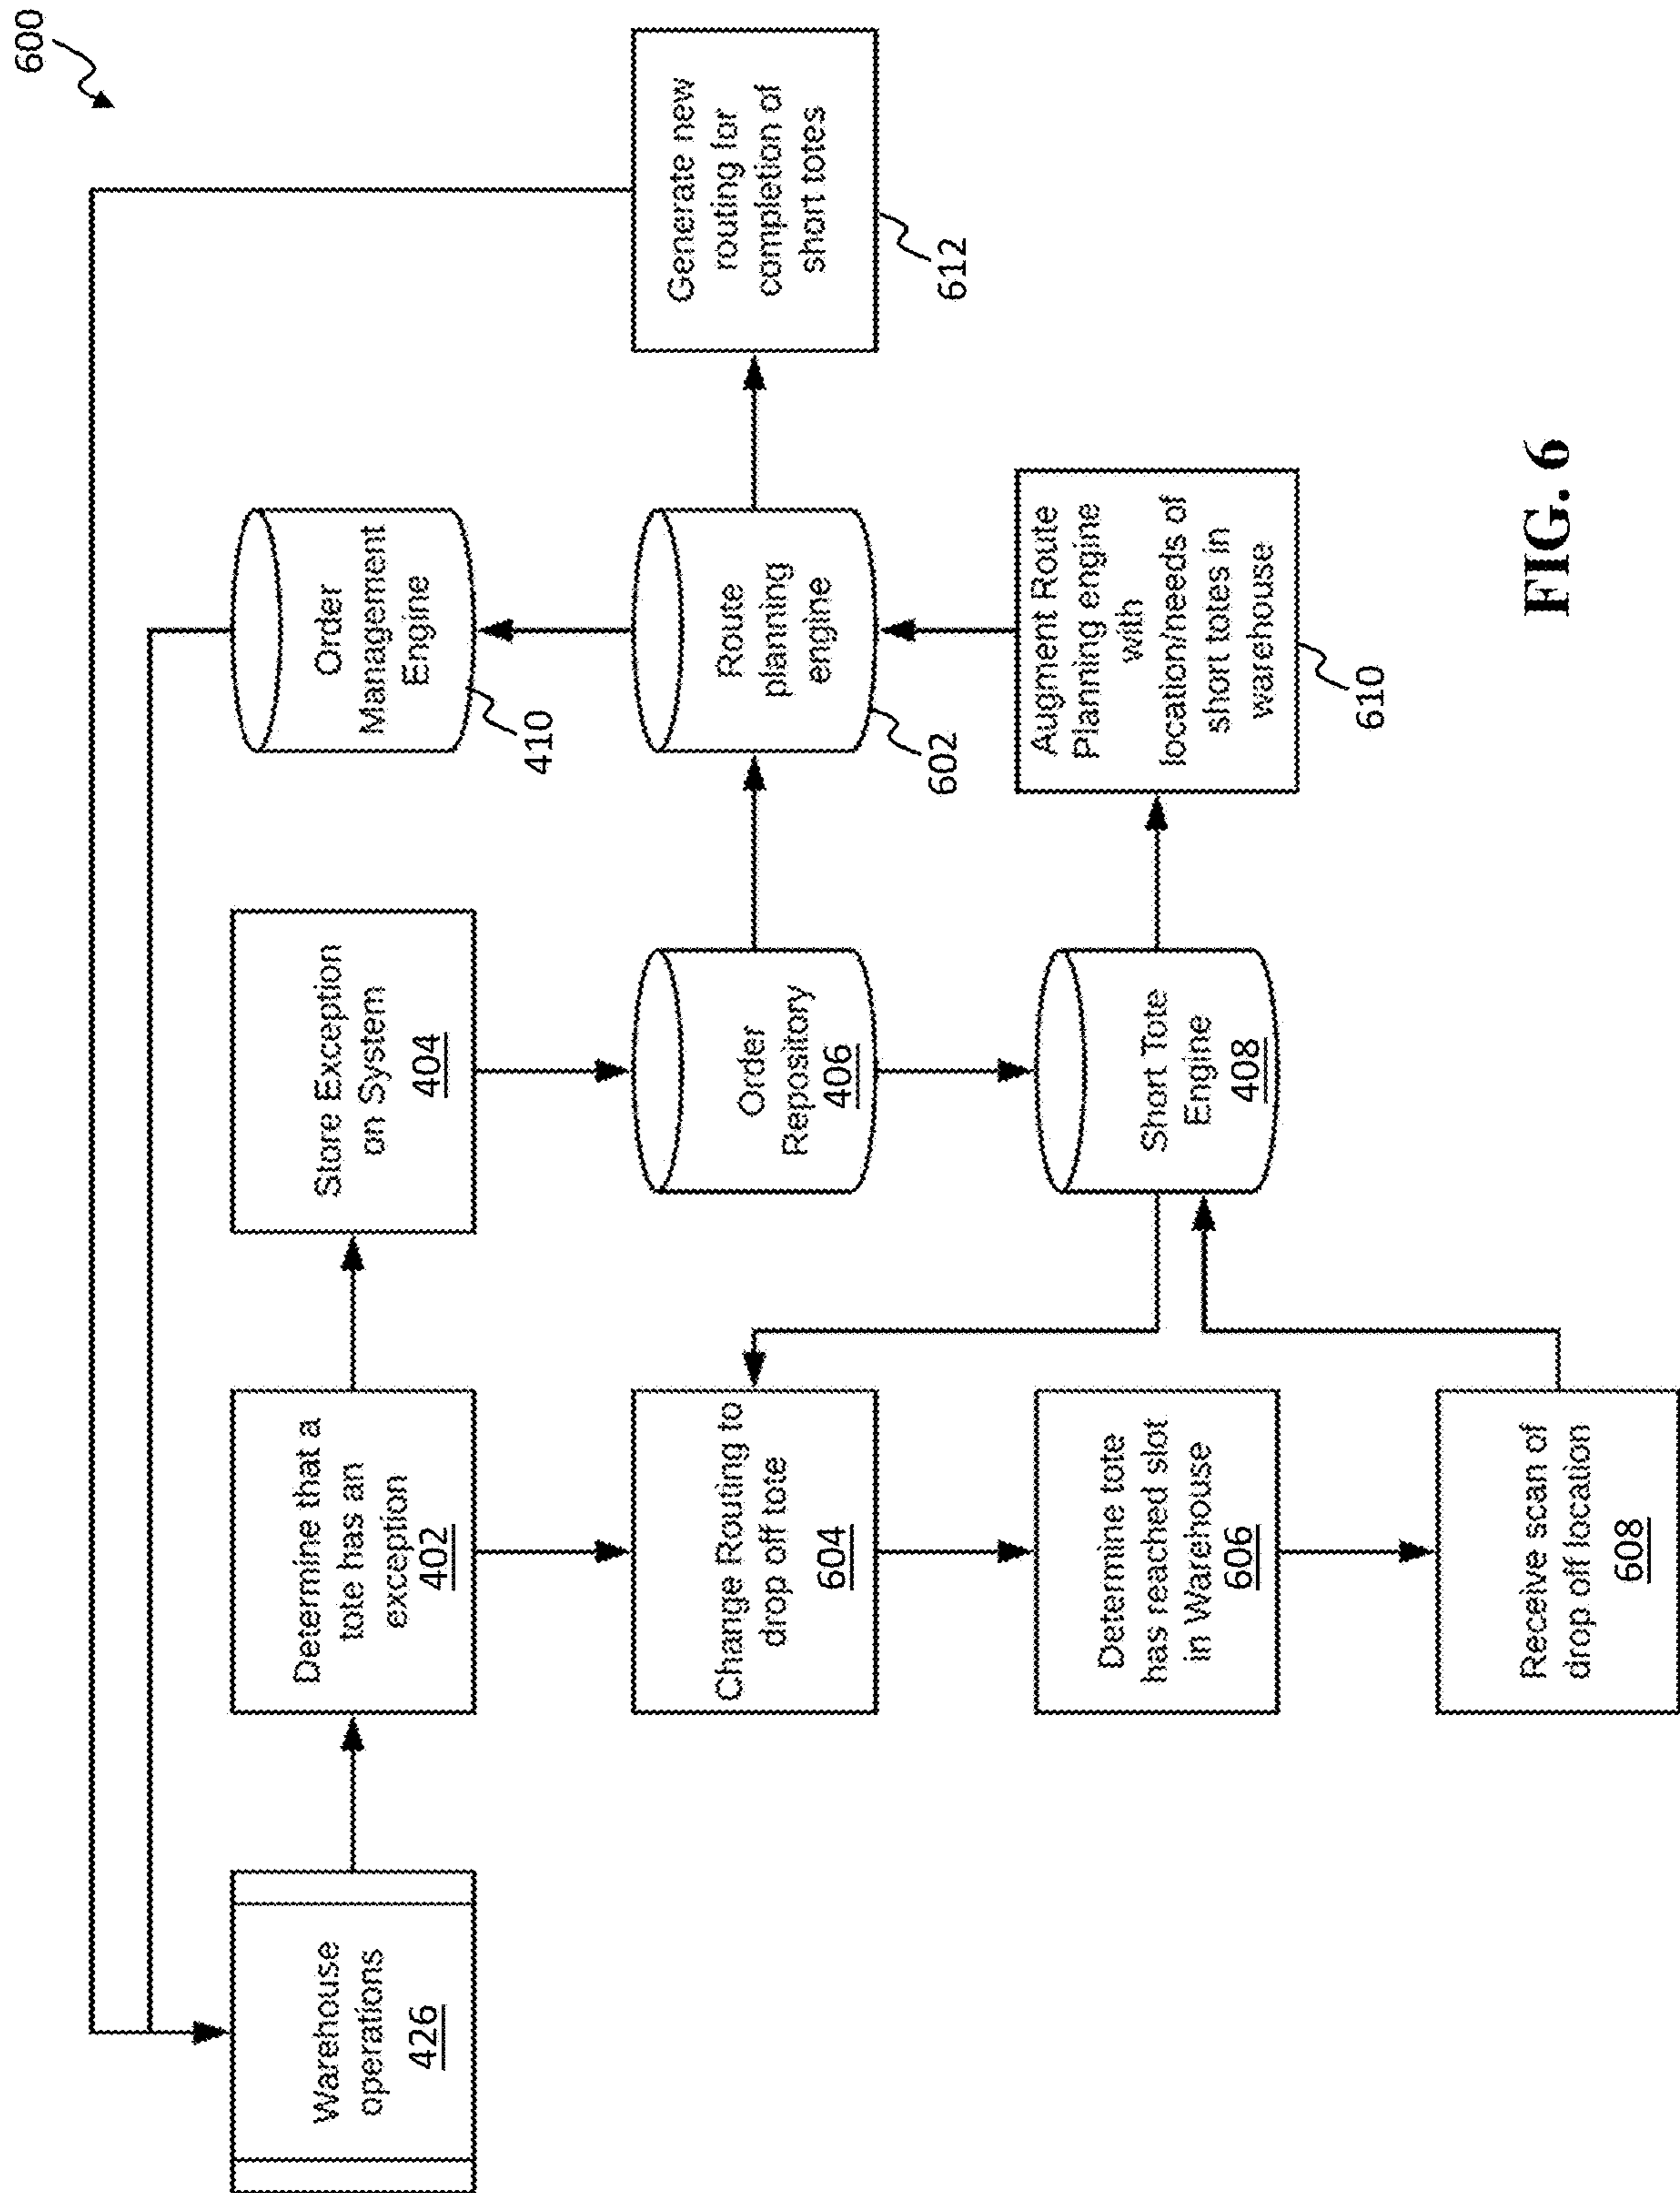 600
Warehouse
operations
426
Determine that a
tote has an
exception
402
Store Exception
on System
404
Order
Management
Engine
410
Change Routing to
drop off tote
604
Order
Repository
406
Route
planning
engine
602
Generate new
routing for
completion of
short totes
612
Determine tote
has reached slot
in Warehouse
606
Short Tote
Engine
408
Augment Route
Planning engine
with
location/needs of
short totes in
warehouse
610
Receive scan of
drop off location
608
FIG. 6